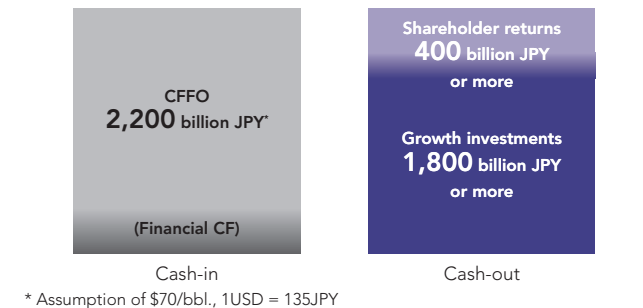 CFFO
2,200 billion JPY*
(Financial CF)
Cash-in
Shareholder returns
400 billion JPY
or more
Growth investments
1,800 billion JPY
or more
Cash-out
* Assumption of $70/bbl., 1USD = 135JPY